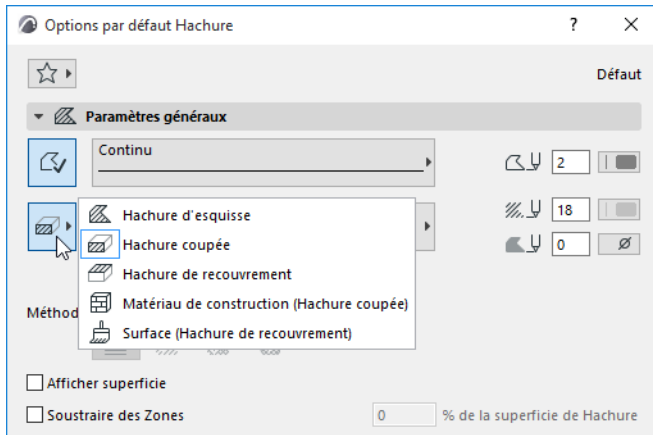 Options par défaut Hachure ? ×
Défaut
Paramètres généraux
Continu
2
18
0 Ø
Hachure d'esquisse
Hachure coupée
Hachure de recouvrement
Matériau de construction (Hachure coupée)
Surface (Hachure de recouvrement)
Méthod
Afficher superficie
Soustraire des Zones 0 % de la superficie de Hachure